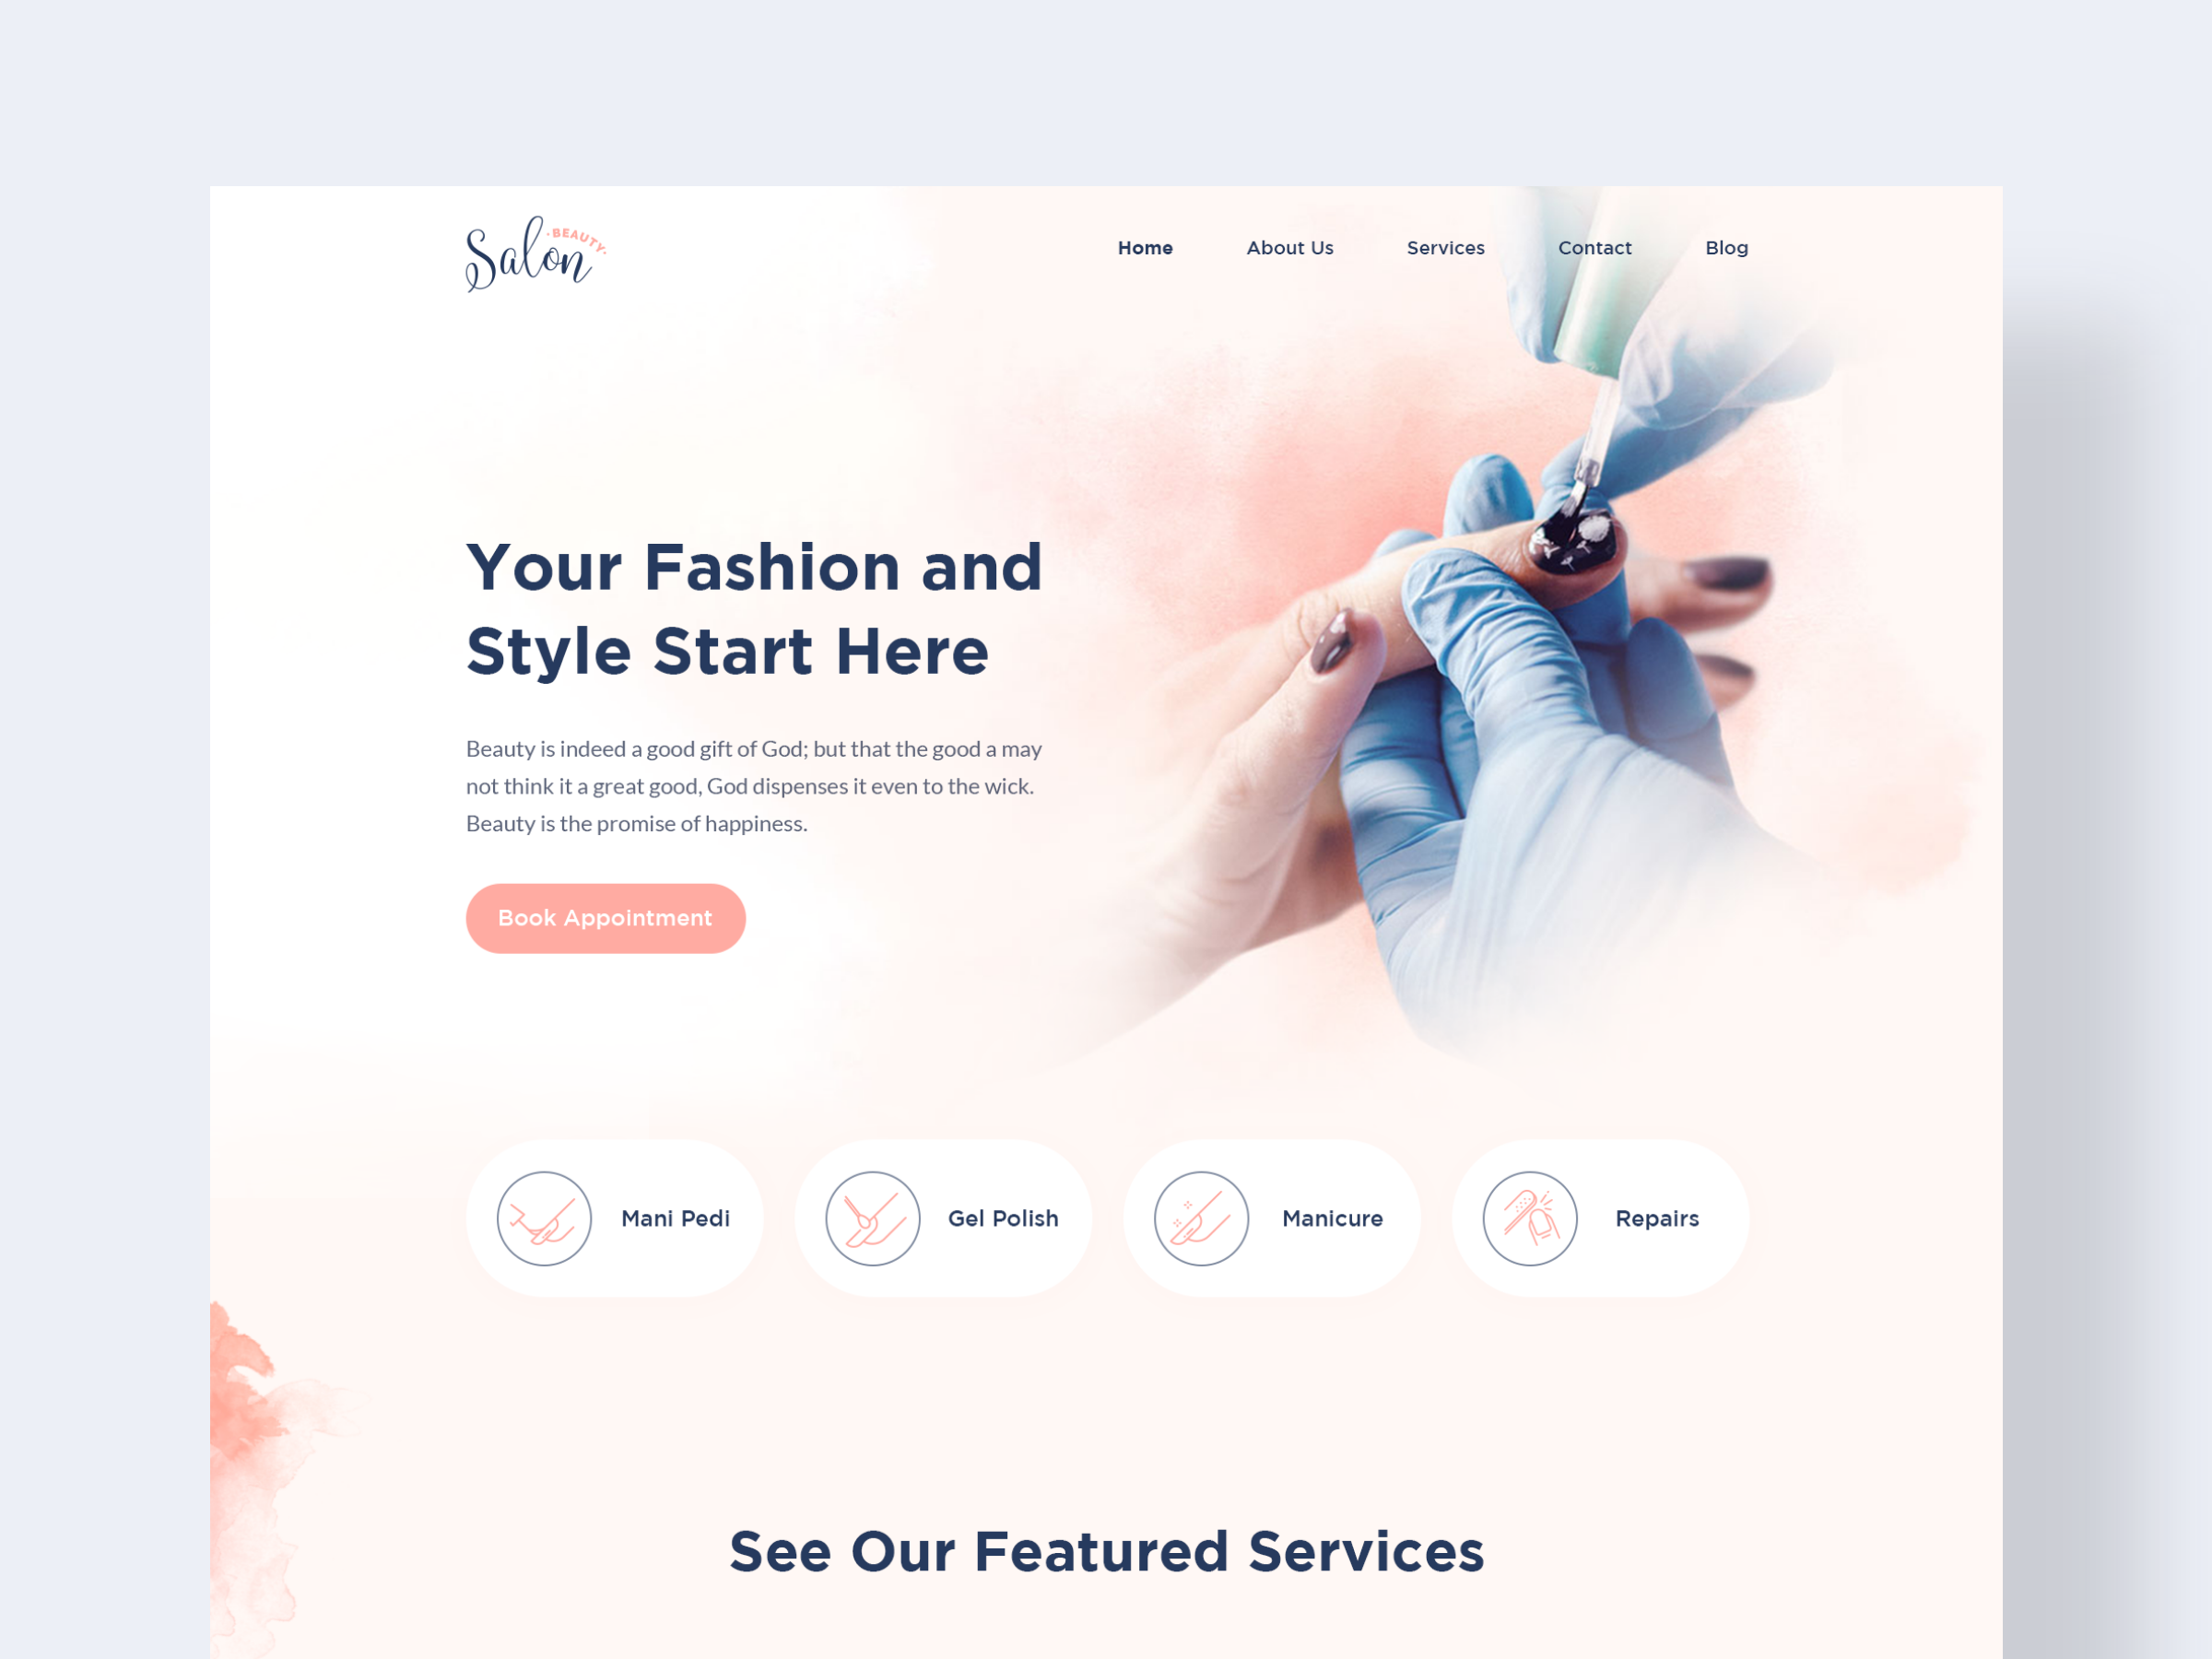 Salon
·BEAUTY·
Home
About Us
Services
Contact
Blog
Your Fashion and
Style Start Here
Beauty is indeed a good gift of God; but that the good a may
not think it a great good, God dispenses it even to the wick.
Beauty is the promise of happiness.
Book Appointment
Mani Pedi
Gel Polish
Manicure
Repairs
See Our Featured Services